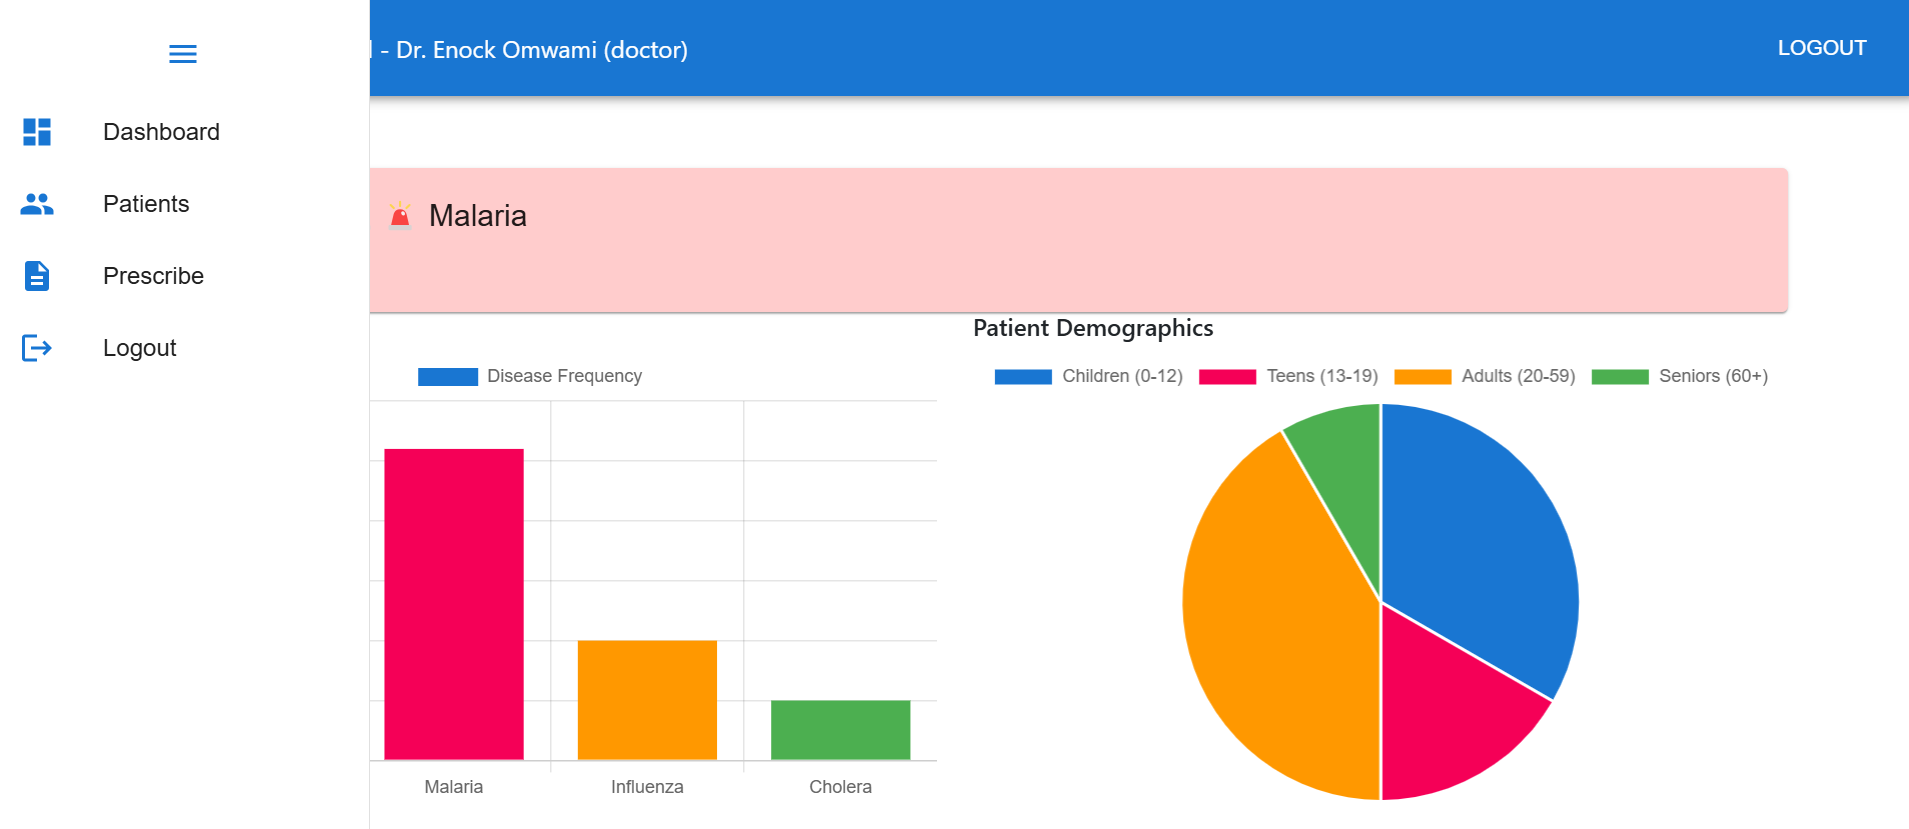 - Dr. Enock Omwami (doctor)
LOGOUT
Dashboard
Patients
Prescribe
Logout
Malaria
Disease Frequency
Malaria
Influenza
Cholera
Patient Demographics
Children (0-12)
Teens (13-19)
Adults (20-59)
Seniors (60+)